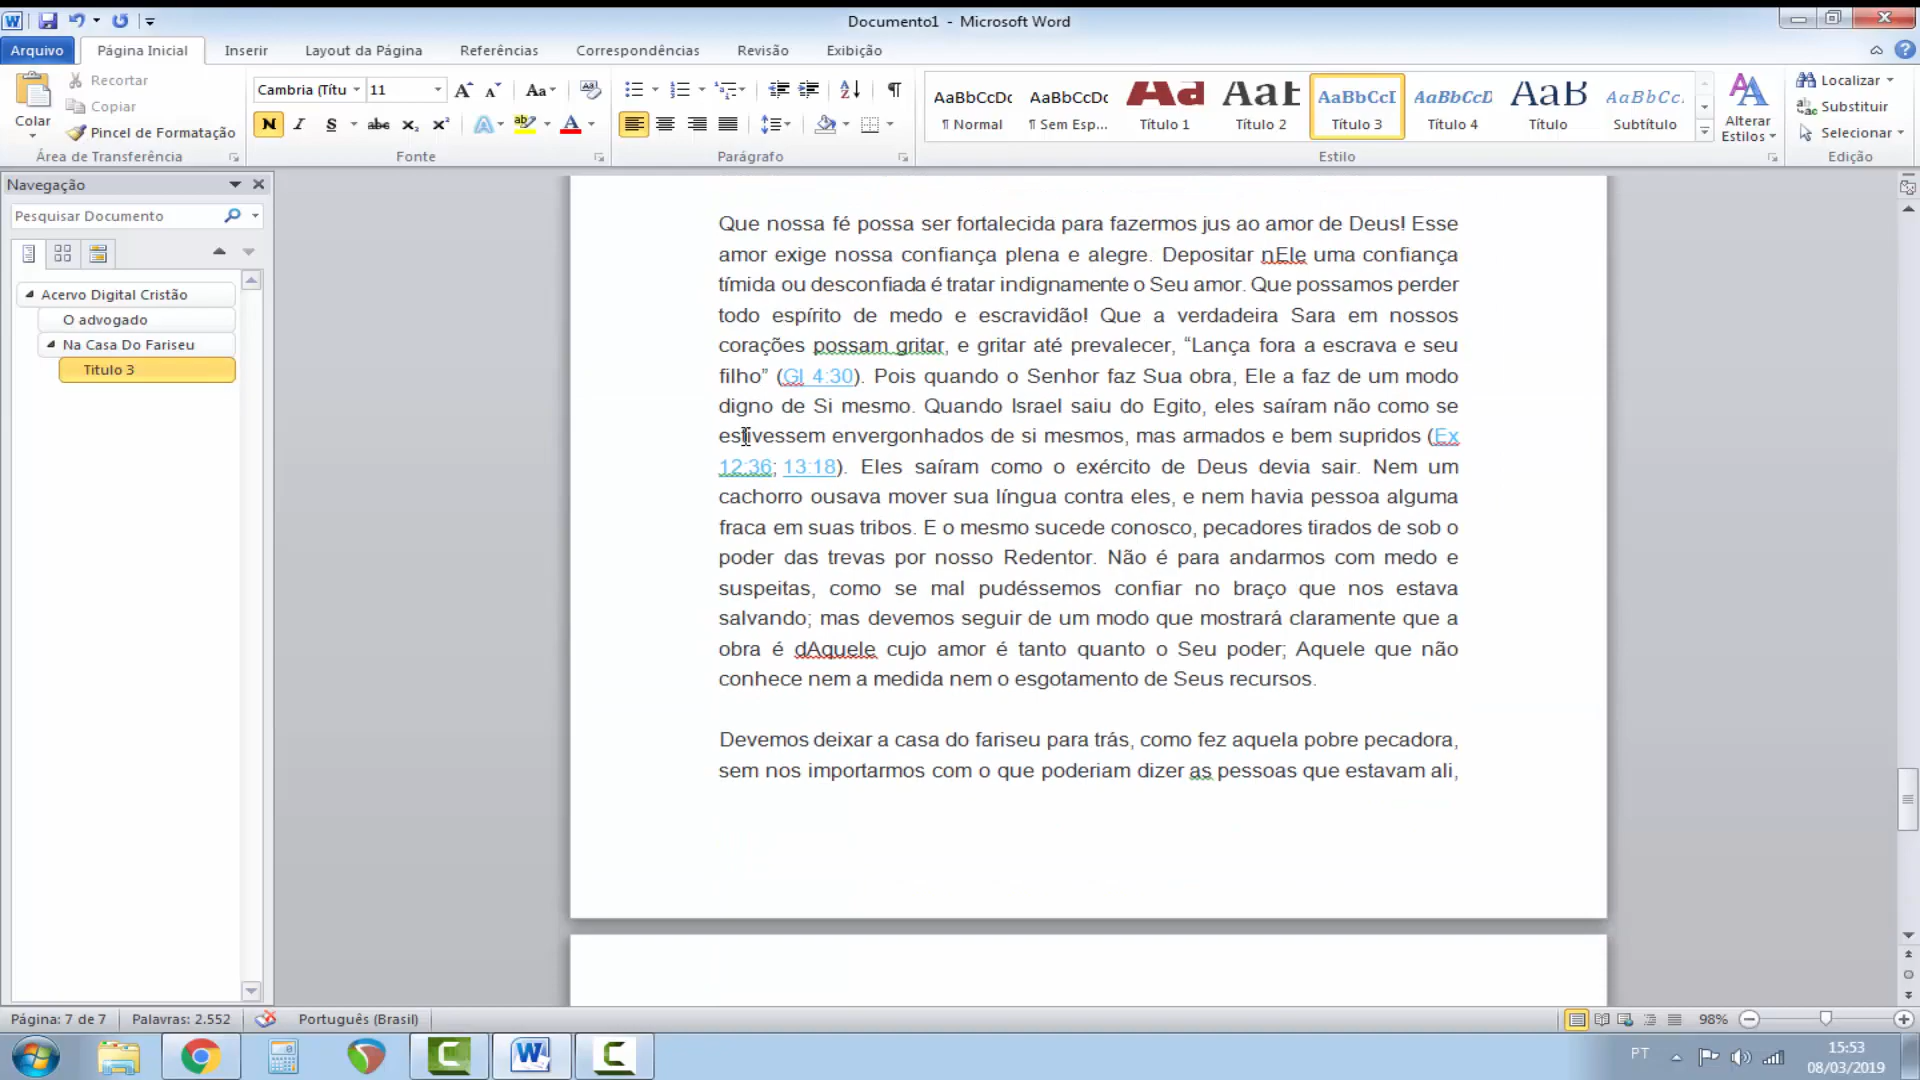 Documento1 - Microsoft Word
Arquivo Página Inicial Inserir Layout da Página Referências Correspondências Revisão Exibição
Colar
Recortar
Copiar
Pincel de Formatação
Área de Transferência
Cambria (Títu 11
Aa
N I S abc x₂ x² A ab A
Fonte
Parágrafo
AaBbCcDc
¶ Normal
AaBbCcDc
¶ Sem Esp...
Aa
Título 1
AaB
Título 2
AaBbCcI
Título 3
AaBbCcD
Título 4
AaB
Título
AaBbCc.
Subtítulo
Alterar
Estilos
Estilo
Localizar
Substituir
Selecionar
Edição
Navegação
Pesquisar Documento
Acervo Digital Cristão
O advogado
Na Casa Do Fariseu
Titulo 3
Que nossa fé possa ser fortalecida para fazermos jus ao amor de Deus! Esse
amor exige nossa confiança plena e alegre. Depositar nEle uma confiança
tímida ou desconfiada é tratar indignamente o Seu amor. Que possamos perder
todo espírito de medo e escravidão! Que a verdadeira Sara em nossos
corações possam gritar, e gritar até prevalecer, “Lança fora a escrava e seu
filho” (Gl 4:30). Pois quando o Senhor faz Sua obra, Ele a faz de um modo
digno de Si mesmo. Quando Israel saiu do Egito, eles saíram não como se
estivessem envergonhados de si mesmos, mas armados e bem supridos (Ex
12:36; 13:18). Eles saíram como o exército de Deus devia sair. Nem um
cachorro ousava mover sua língua contra eles, e nem havia pessoa alguma
fraca em suas tribos. E o mesmo sucede conosco, pecadores tirados de sob o
poder das trevas por nosso Redentor. Não é para andarmos com medo e
suspeitas, como se mal pudéssemos confiar no braço que nos estava
salvando; mas devemos seguir de um modo que mostrará claramente que a
obra é dAquele cujo amor é tanto quanto o Seu poder; Aquele que não
conhece nem a medida nem o esgotamento de Seus recursos.
Devemos deixar a casa do fariseu para trás, como fez aquela pobre pecadora,
sem nos importarmos com o que poderiam dizer as pessoas que estavam ali,
Página: 7 de 7 Palavras: 2.552 Português (Brasil) 98%
PT 15:53
08/03/2019